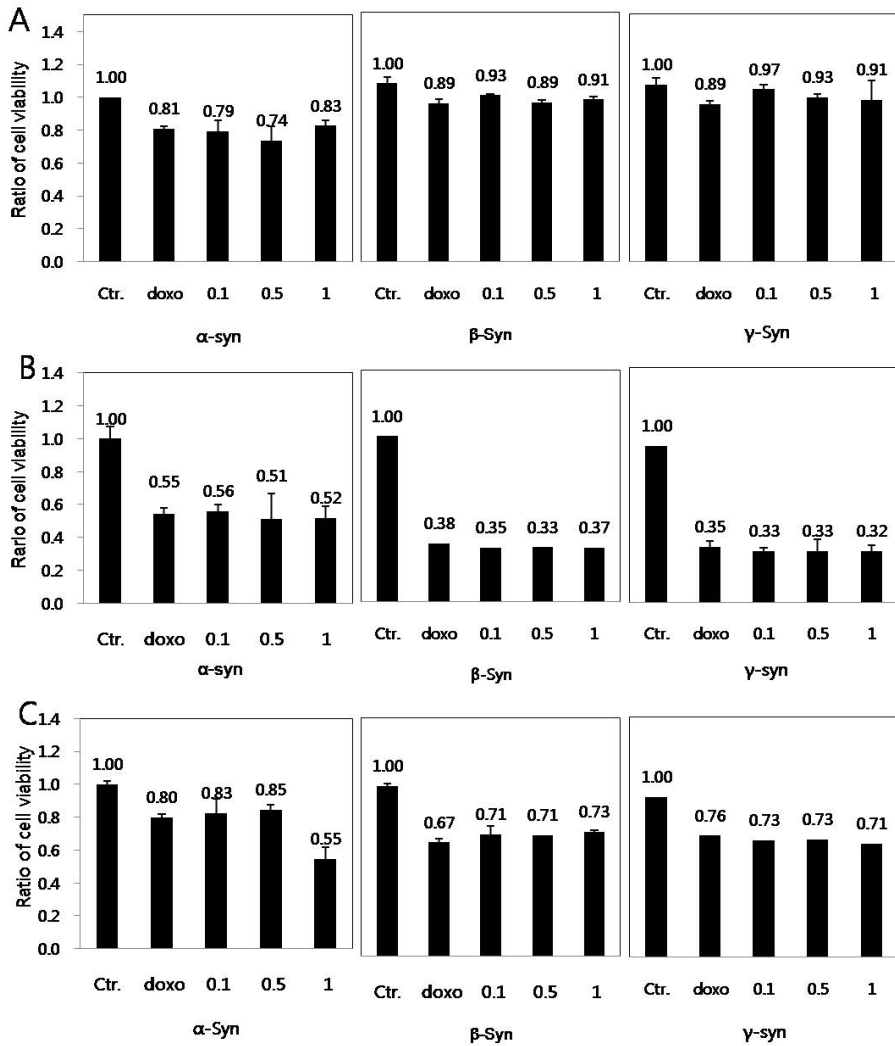 A
Ratio of cell viability
1.4
1.2
1.0
0.8
0.6
0.4
0.2
0.0
1.00 0.81 0.79 0.74 0.83
Ctr. doxo 0.1 0.5 1
α-syn
1.00 0.89 0.93 0.89 0.91
Ctr. doxo 0.1 0.5 1
β-Syn
1.00 0.89 0.97 0.93 0.91
Ctr. doxo 0.1 0.5 1
γ-Syn
B
Rario of cell viability
1.4
1.2
1.0
0.8
0.6
0.4
0.2
0.0
1.00 0.55 0.56 0.51 0.52
Ctr. doxo 0.1 0.5 1
α-syn
1.00 0.38 0.35 0.33 0.37
Ctr. doxo 0.1 0.5 1
β-Syn
1.00 0.35 0.33 0.33 0.32
Ctr. doxo 0.1 0.5 1
γ-syn
C
Ratio of cell viability
1.4
1.2
1.0
0.8
0.6
0.4
0.2
0.0
1.00 0.80 0.83 0.85 0.55
Ctr. doxo 0.1 0.5 1
α-Syn
1.00 0.67 0.71 0.71 0.73
Ctr. doxo 0.1 0.5 1
β-Syn
1.00 0.76 0.73 0.73 0.71
Ctr. doxo 0.1 0.5 1
γ-syn